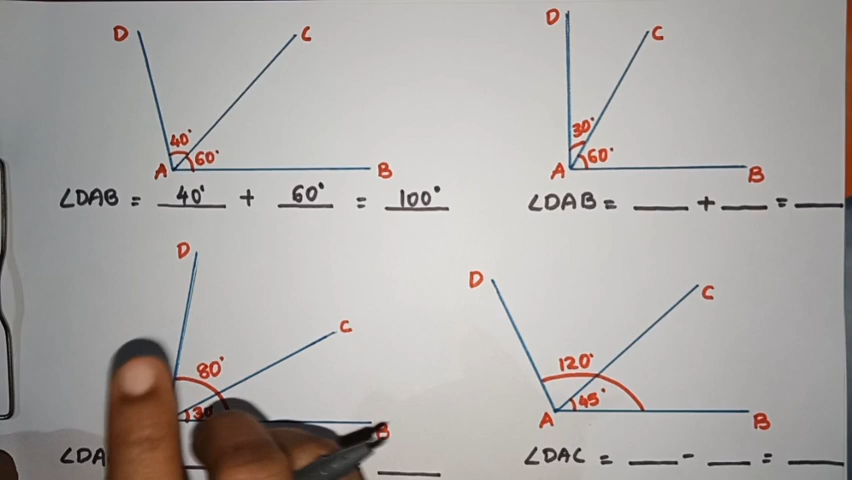 D C
40° 60°
A B
∠DAB = 40° + 60° = 100°
D C
30° 60°
A B
∠DAB = ___ + ___ = ___
D C
80°
30
B
∠DA
D C
120° 45°
A B
∠DAC = ___ - ___ = ___